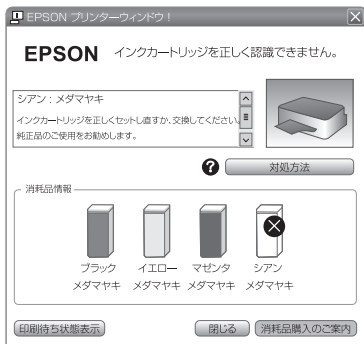 EPSON プリンターウィンドウ！
EPSON インクカートリッジを正しく認識できません。
シアン：メダマヤキ
インクカートリッジを正しくセットし直すか、交換してください。
純正品のご使用をお勧めします。
? 対処方法
消耗品情報
ブラック イエロー マゼンタ シアン
メダマヤキ メダマヤキ メダマヤキ メダマヤキ
印刷待ち状態表示 閉じる 消耗品購入のご案内